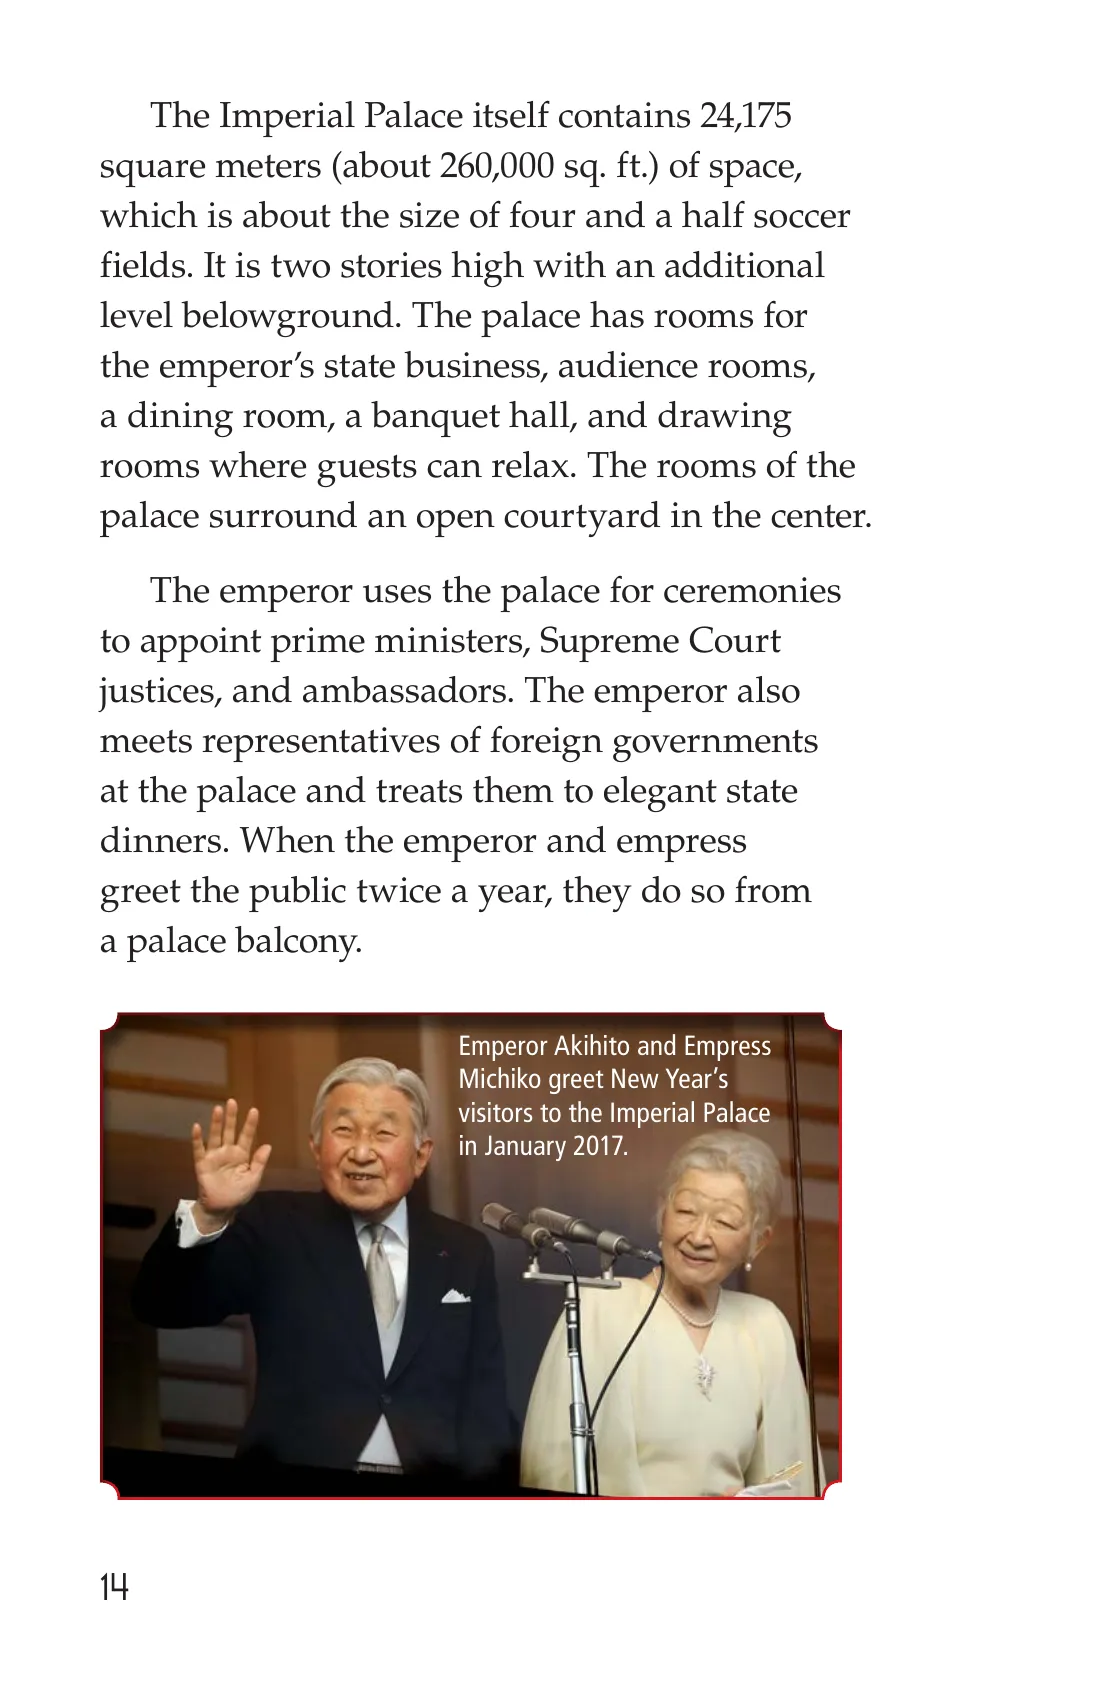 The Imperial Palace itself contains 24,175
square meters (about 260,000 sq. ft.) of space,
which is about the size of four and a half soccer
fields. It is two stories high with an additional
level belowground. The palace has rooms for
the emperor’s state business, audience rooms,
a dining room, a banquet hall, and drawing
rooms where guests can relax. The rooms of the
palace surround an open courtyard in the center.
The emperor uses the palace for ceremonies
to appoint prime ministers, Supreme Court
justices, and ambassadors. The emperor also
meets representatives of foreign governments
at the palace and treats them to elegant state
dinners. When the emperor and empress
greet the public twice a year, they do so from
a palace balcony.
Emperor Akihito and Empress
Michiko greet New Year’s
visitors to the Imperial Palace
in January 2017.
14